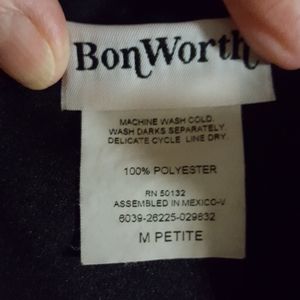 BonWorth
MACHINE WASH COLD.
WASH DARKS SEPARATELY.
DELICATE CYCLE. LINE DRY.
100% POLYESTER
RN 50132
ASSEMBLED IN MEXICO-V
6039-26225-029832
M PETITE